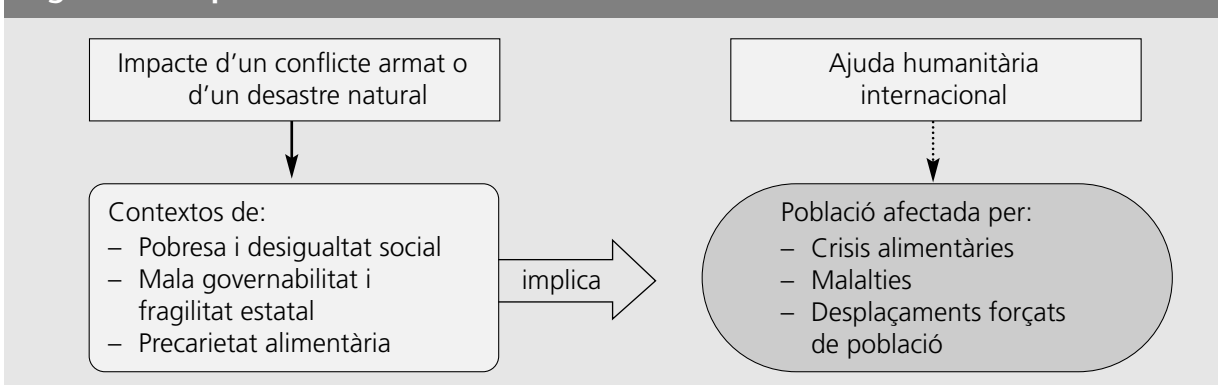 Impacte d’un conflicte armat o
d’un desastre natural
Ajuda humanitària
internacional
Contextos de:
– Pobresa i desigualtat social
– Mala governabilitat i
fragilitat estatal
– Precarietat alimentària
implica
Població afectada per:
– Crisis alimentàries
– Malalties
– Desplaçaments forçats
de població